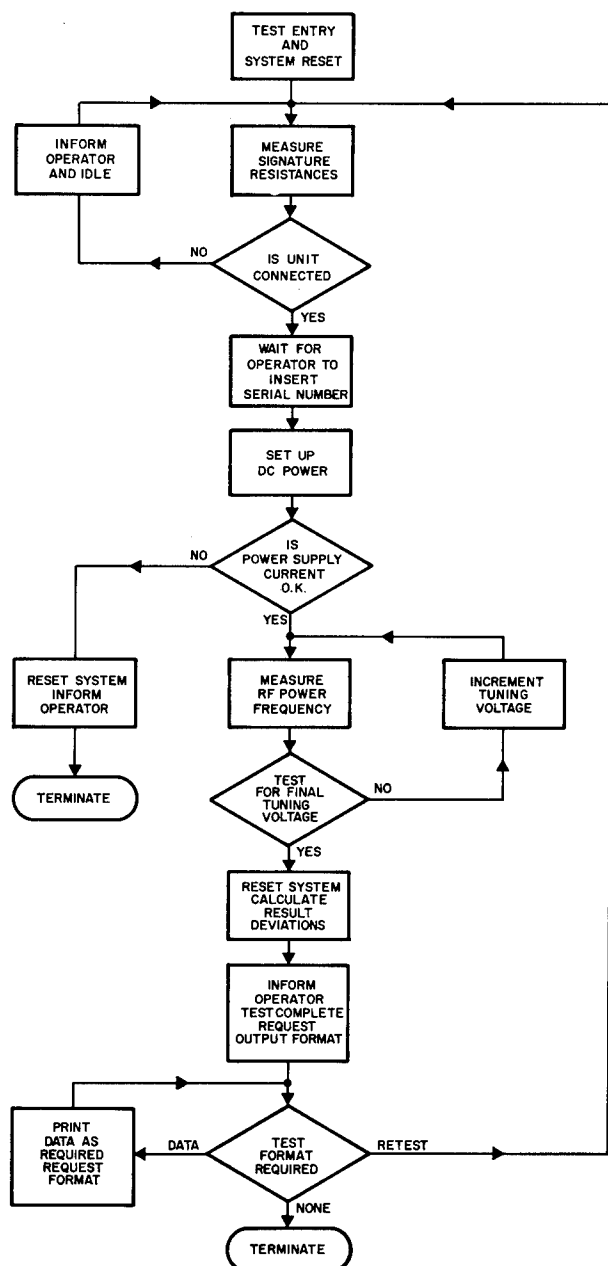 TEST ENTRY
AND
SYSTEM RESET
INFORM
OPERATOR
AND IDLE
MEASURE
SIGNATURE
RESISTANCES
NO
IS UNIT
CONNECTED
YES
WAIT FOR
OPERATOR TO
INSERT
SERIAL NUMBER
SET UP
DC POWER
NO
IS
POWER SUPPLY
CURRENT
O.K.
YES
RESET SYSTEM
INFORM
OPERATOR
MEASURE
RF POWER
FREQUENCY
INCREMENT
TUNING
VOLTAGE
TERMINATE
TEST
FOR FINAL
TUNING
VOLTAGE
NO
YES
RESET SYSTEM
CALCULATE
RESULT
DEVIATIONS
INFORM
OPERATOR
TEST COMPLETE
REQUEST
OUTPUT FORMAT
PRINT
DATA AS
REQUIRED
REQUEST
FORMAT
DATA
TEST
FORMAT
REQUIRED
RETEST
NONE
TERMINATE